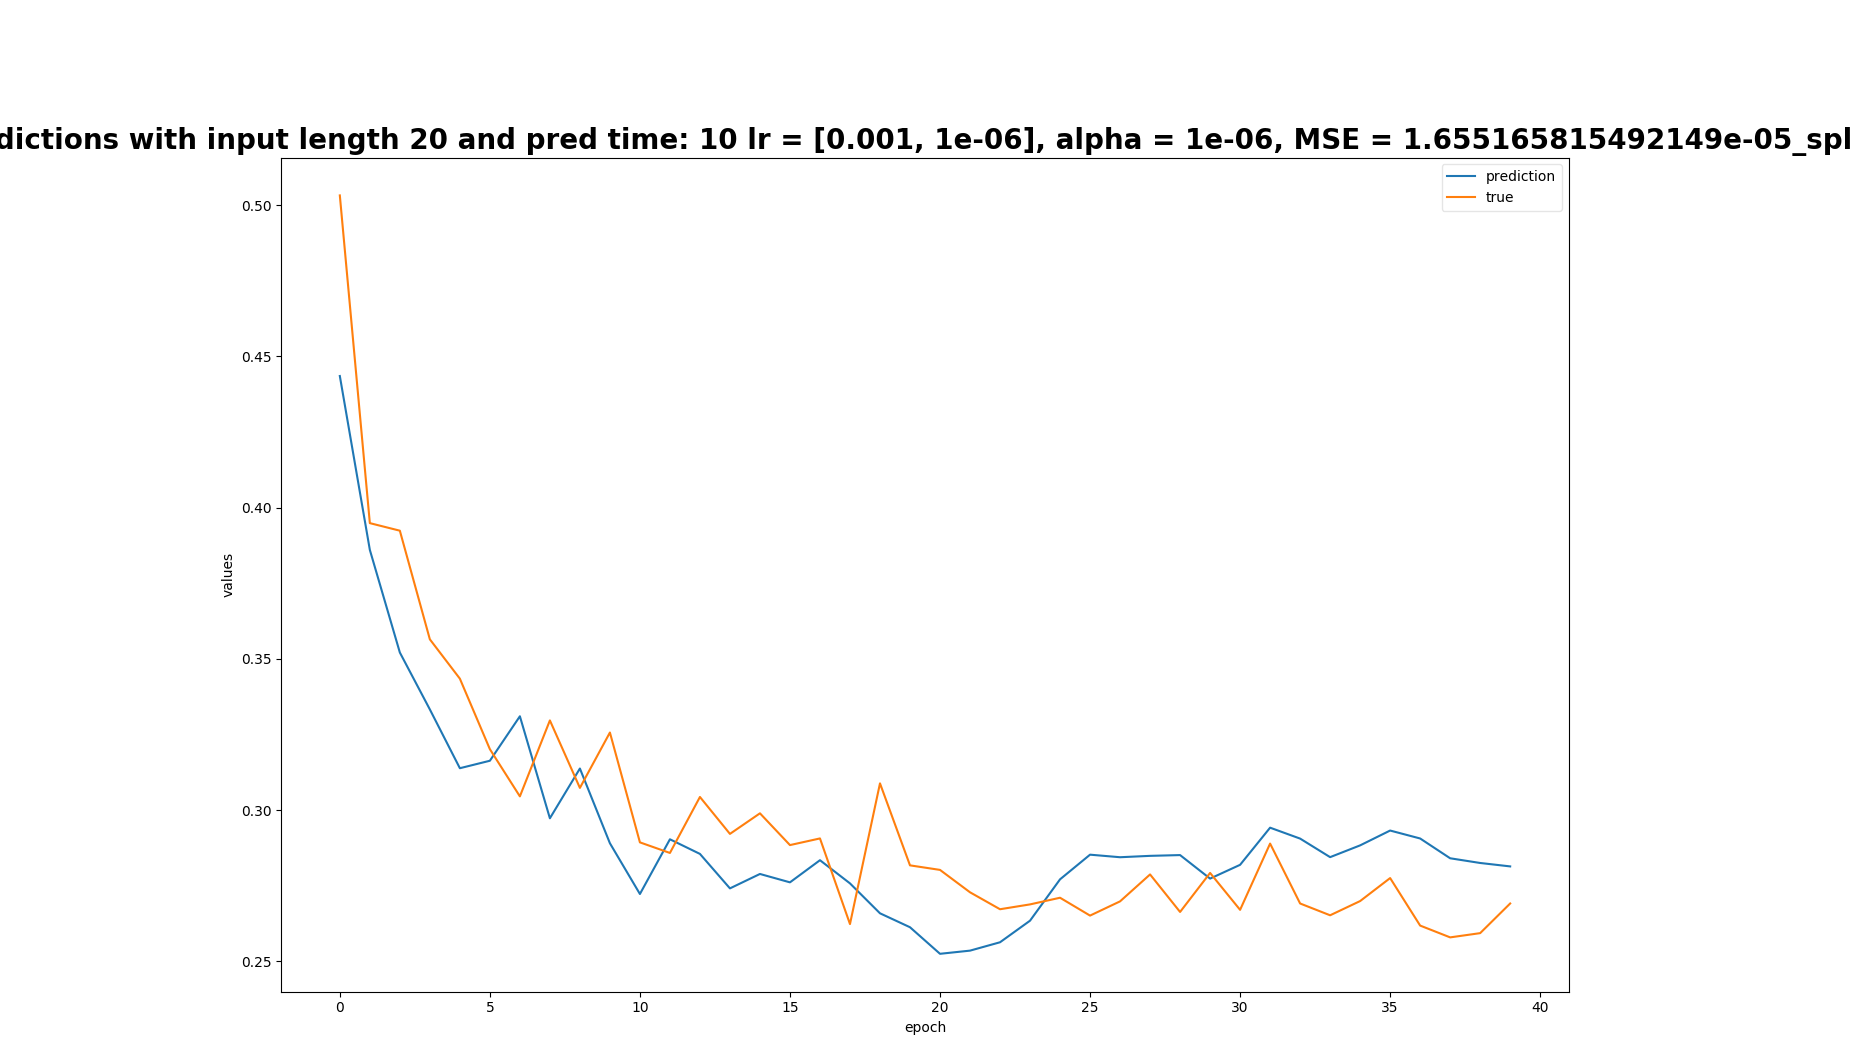 dictions with input length 20 and pred time: 10 lr = [0.001, 1e-06], alpha = 1e-06, MSE = 1.655165815492149e-05_spl
prediction
true
0.50
0.45
0.40
0.35
0.30
0.25
values
0 5 10 15 20 25 30 35 40
epoch